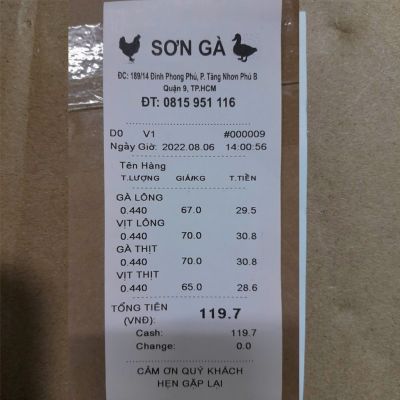 SƠN GÀ
ĐC: 189/14 Đình Phong Phú, P. Tăng Nhơn Phú B
Quận 9, TP.HCM
ĐT: 0815 951 116
D0 V1 #000009
Ngày Giờ: 2022.08.06 14:00:56
Tên Hàng
T.LƯỢNG GIÁ/KG T.TIỀN
GÀ LÔNG
0.440 67.0 29.5
VỊT LÔNG
0.440 70.0 30.8
GÀ THỊT
0.440 70.0 30.8
VỊT THỊT
0.440 65.0 28.6
TỔNG TIỀN
(VNĐ): 119.7
Cash: 119.7
Change: 0.0
CẢM ƠN QUÝ KHÁCH
HẸN GẶP LẠI